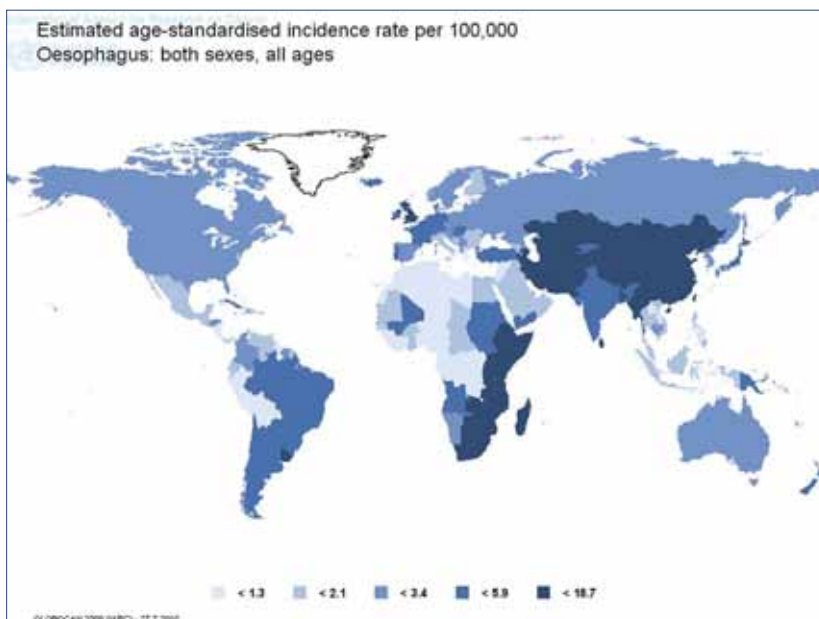 Estimated age-standardised incidence rate per 100,000
Oesophagus: both sexes, all ages
< 1.3 < 2.1 < 3.4 < 5.9 < 18.7